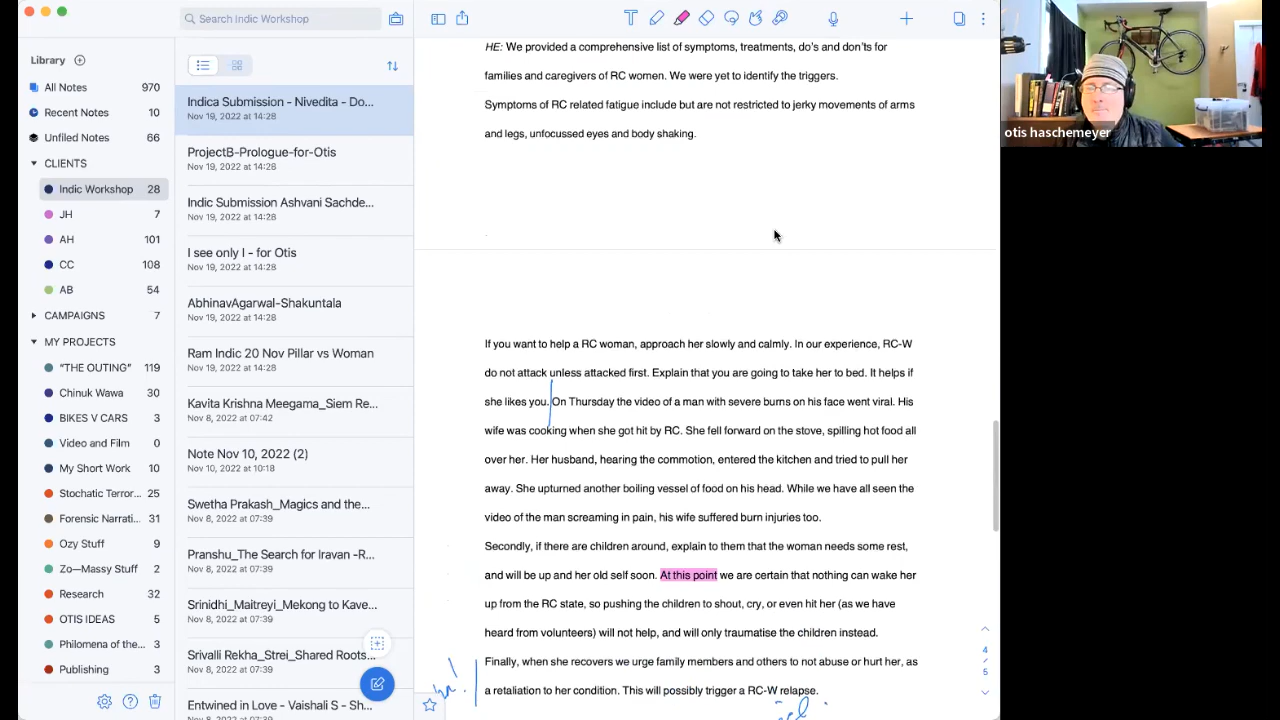 Search Indic Workshop
Library
All Notes 970
Recent Notes 103
Unfiled Notes 66
CLIENTS
Indic Workshop 28
JH 7
AH 101
CC 108
AB 54
CAMPAIGNS 7
MY PROJECTS
“THE OUTING” 119
Chinuk Wawa 30
BIKES V CARS 3
Video and Film 0
My Short Work 10
Stochatic Terror... 25
Forensic Narrati... 31
Ozy Stuff 9
Zo—Massy Stuff 2
Research 32
OTIS IDEAS 5
Philomena of the... 3
Publishing 3
Indica Submission - Nivedita - Do...
Nov 19, 2022 at 14:28
ProjectB-Prologue-for-Otis
Nov 19, 2022 at 14:28
Indic Submission Ashvani Sachde...
Nov 19, 2022 at 14:28
I see only I - for Otis
Nov 19, 2022 at 14:28
AbhinavAgarwal-Shakuntala
Nov 19, 2022 at 14:28
Ram Indic 20 Nov Pillar vs Woman
Nov 19, 2022 at 14:28
Kavita Krishna Meegama_Siem Re...
Nov 8, 2022 at 07:42
Note Nov 10, 2022 (2)
Nov 10, 2022 at 10:18
Swetha Prakash_Magics and the...
Nov 8, 2022 at 07:39
Pranshu_The Search for Iravan -R...
Nov 8, 2022 at 07:39
Srinidhi_Maitreyi_Mekong to Kave...
Nov 8, 2022 at 07:39
Srivalli Rekha_Strei_Shared Roots...
Nov 8, 2022 at 07:39
Entwined in Love - Vaishali S - Sh...
HE: We provided a comprehensive list of symptoms, treatments, do's and don'ts for
families and caregivers of RC women. We were yet to identify the triggers.
Symptoms of RC related fatigue include but are not restricted to jerky movements of arms
and legs, unfocussed eyes and body shaking.
If you want to help a RC woman, approach her slowly and calmly. In our experience, RC-W
do not attack unless attacked first. Explain that you are going to take her to bed. It helps if
she likes you. On Thursday the video of a man with severe burns on his face went viral. His
wife was cooking when she got hit by RC. She fell forward on the stove, spilling hot food all
over her. Her husband, hearing the commotion, entered the kitchen and tried to pull her
away. She upturned another boiling vessel of food on his head. While we have all seen the
video of the man screaming in pain, his wife suffered burn injuries too.
Secondly, if there are children around, explain to them that the woman needs some rest,
and will be up and her old self soon. At this point we are certain that nothing can wake her
up from the RC state, so pushing the children to shout, cry, or even hit her (as we have
heard from volunteers) will not help, and will only traumatise the children instead.
Finally, when she recovers we urge family members and others to not abuse or hurt her, as
a retaliation to her condition. This will possibly trigger a RC-W relapse.
4
5
otis haschemeyer